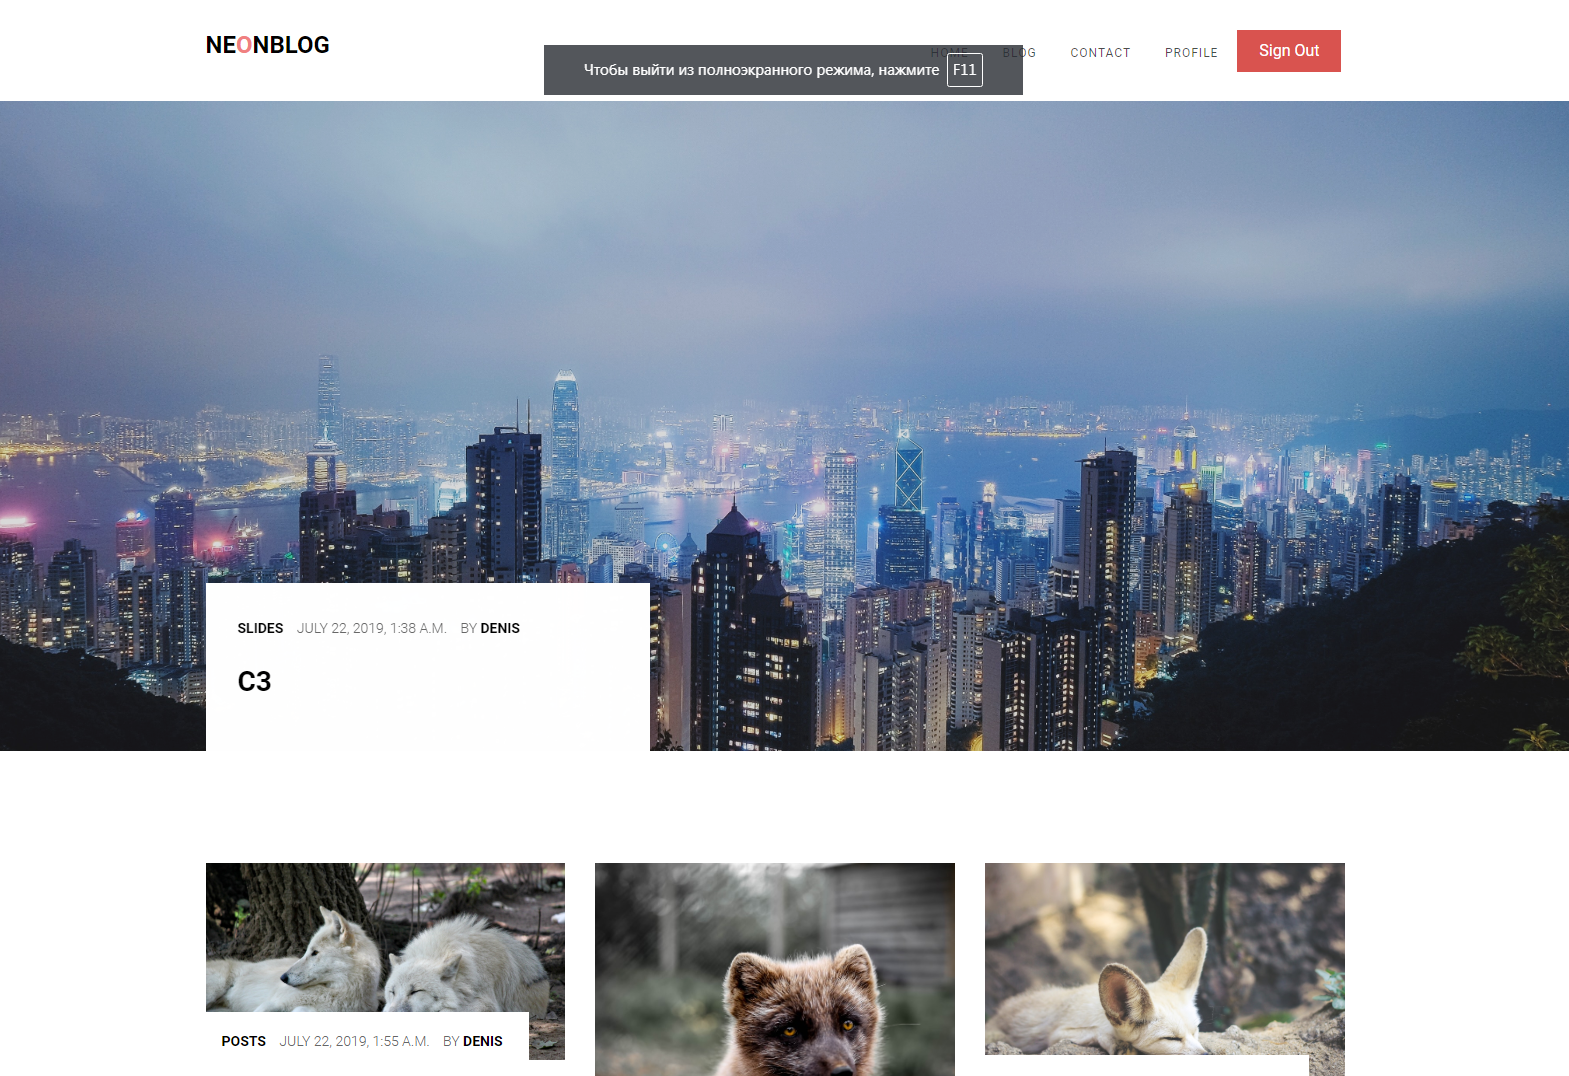 NEONBLOG
HOME BLOG CONTACT PROFILE Sign Out
Чтобы выйти из полноэкранного режима, нажмите F11
SLIDES JULY 22, 2019, 1:38 A.M. BY DENIS
C3
POSTS JULY 22, 2019, 1:55 A.M. BY DENIS